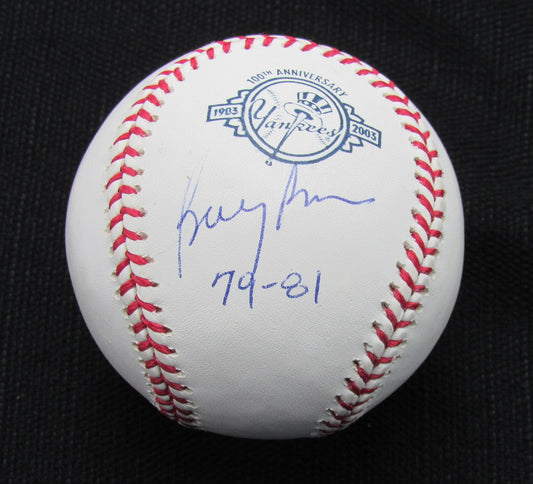 100TH ANNIVERSARY
1903 Yankees 2003
79-81